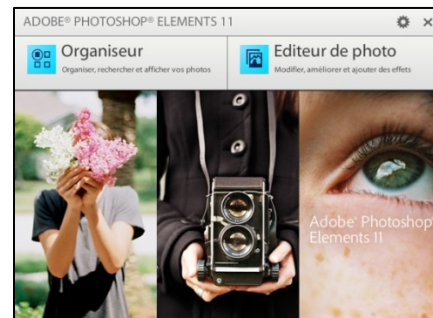 ADOBE® PHOTOSHOP® ELEMENTS 11
Organiseur
Organiser, rechercher et afficher vos photos
Editeur de photo
Modifier, améliorer et ajouter des effets
Adobe® Photoshop®
Elements 11